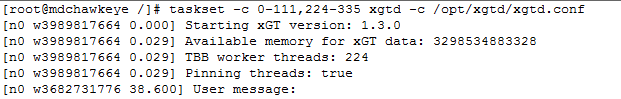 [root@mdchawkeye /]# taskset -c 0-111,224-335 xgtd -c /opt/xgtd/xgtd.conf
[n0 w3989817664 0.000] Starting xGT version: 1.3.0
[n0 w3989817664 0.029] Available memory for xGT data: 3298534883328
[n0 w3989817664 0.029] TBB worker threads: 224
[n0 w3989817664 0.029] Pinning threads: true
[n0 w3682731776 38.600] User message: